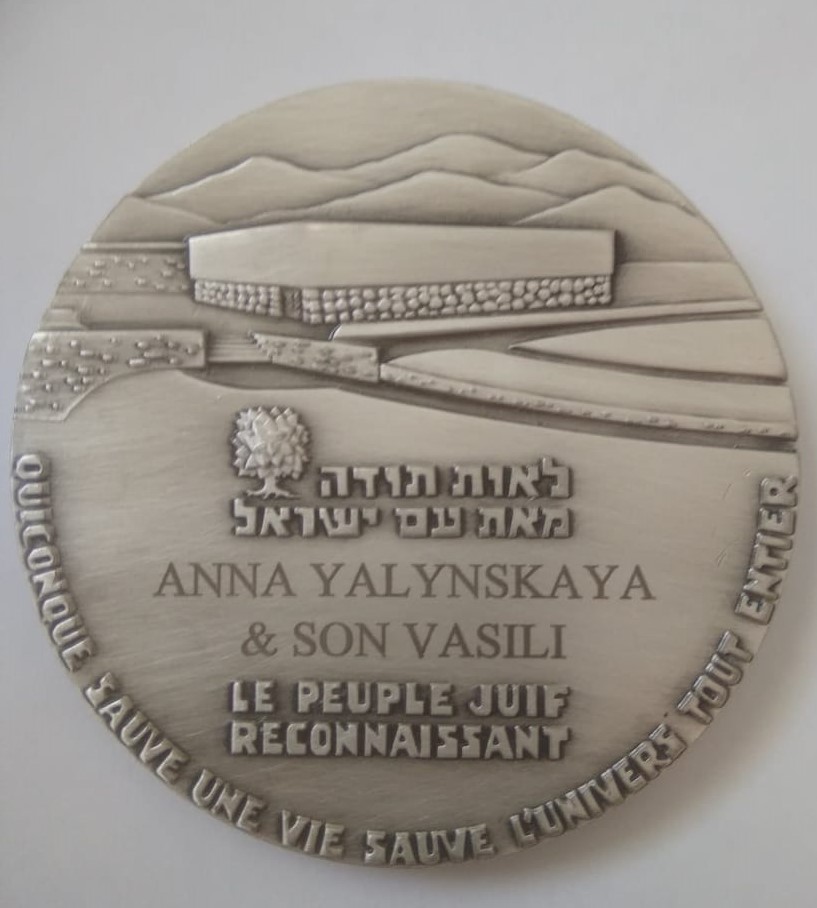 לאות תודה
מאת עם ישראל
ANNA YALYNSKAYA
& SON VASILI
LE PEUPLE JUIF
RECONNAISSANT
QUICONQUE SAUVE UNE VIE SAUVE L'UNIVERS TOUT ENTIER